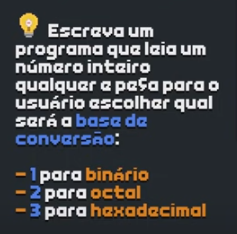 Escreva um
programa que leia um
número inteiro
qualquer e peça para o
usuário escolher qual
será a base de
conversão:
- 1 para binário
- 2 para octal
- 3 para hexadecimal